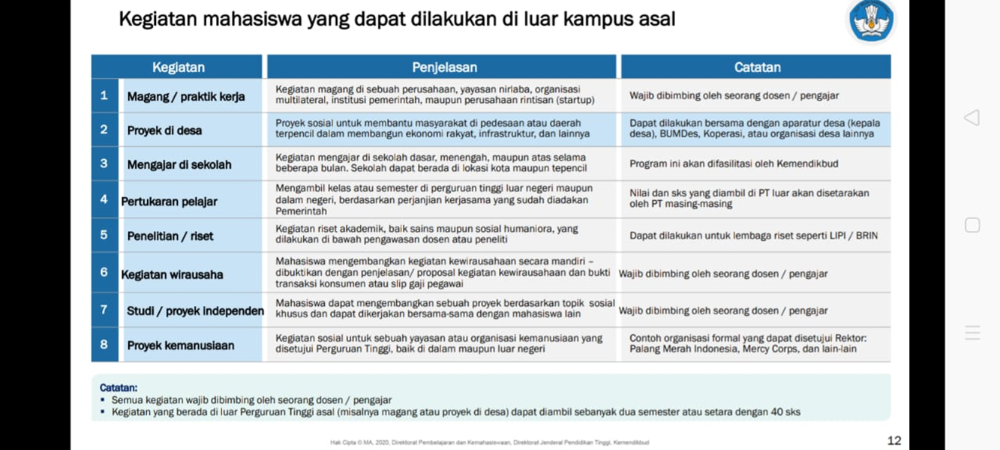 Kegiatan mahasiswa yang dapat dilakukan di luar kampus asal
Kegiatan
Penjelasan
Catatan
1
Magang / praktik kerja
Kegiatan magang di sebuah perusahaan, yayasan nirlaba, organisasi
multilateral, institusi pemerintah, maupun perusahaan rintisan (startup)
Wajib dibimbing oleh seorang dosen / pengajar
2
Proyek di desa
Proyek sosial untuk membantu masyarakat di pedesaan atau daerah
terpencil dalam membangun ekonomi rakyat, infrastruktur, dan lainnya
Dapat dilakukan bersama dengan aparatur desa (kepala
desa), BUMDes, Koperasi, atau organisasi desa lainnya
3
Mengajar di sekolah
Kegiatan mengajar di sekolah dasar, menengah, maupun atas selama
beberapa bulan. Sekolah dapat berada di lokasi kota maupun tepencil
Program ini akan difasilitasi oleh Kemendikbud
4
Pertukaran pelajar
Mengambil kelas atau semester di perguruan tinggi luar negeri maupun
dalam negeri, berdasarkan perjanjian kerjasama yang sudah diadakan
Pemerintah
Nilai dan sks yang diambil di PT luar akan disetarakan
oleh PT masing-masing
5
Penelitian / riset
Kegiatan riset akademik, baik sains maupun sosial humaniora, yang
dilakukan di bawah pengawasan dosen atau peneliti
Dapat dilakukan untuk lembaga riset seperti LIPI / BRIN
6
Kegiatan wirausaha
Mahasiswa mengembangkan kegiatan kewirausahaan secara mandiri –
dibuktikan dengan penjelasan/ proposal kegiatan kewirausahaan dan bukti
transaksi konsumen atau slip gaji pegawai
Wajib dibimbing oleh seorang dosen / pengajar
7
Studi / proyek independen
Mahasiswa dapat mengembangkan sebuah proyek berdasarkan topik sosial
khusus dan dapat dikerjakan bersama-sama dengan mahasiswa lain
Wajib dibimbing oleh seorang dosen / pengajar
8
Proyek kemanusiaan
Kegiatan sosial untuk sebuah yayasan atau organisasi kemanusiaan yang
disetujui Perguruan Tinggi, baik di dalam maupun luar negeri
Contoh organisasi formal yang dapat disetujui Rektor:
Palang Merah Indonesia, Mercy Corps, dan lain-lain
Catatan:
▪ Semua kegiatan wajib dibimbing oleh seorang dosen / pengajar
▪ Kegiatan yang berada di luar Perguruan Tinggi asal (misalnya magang atau proyek di desa) dapat diambil sebanyak dua semester atau setara dengan 40 sks
Hak Cipta © MA, 2020, Direktorat Pembelajaran dan Kemahasiswaan, Direktorat Jenderal Pendidikan Tinggi, Kemendikbud
12